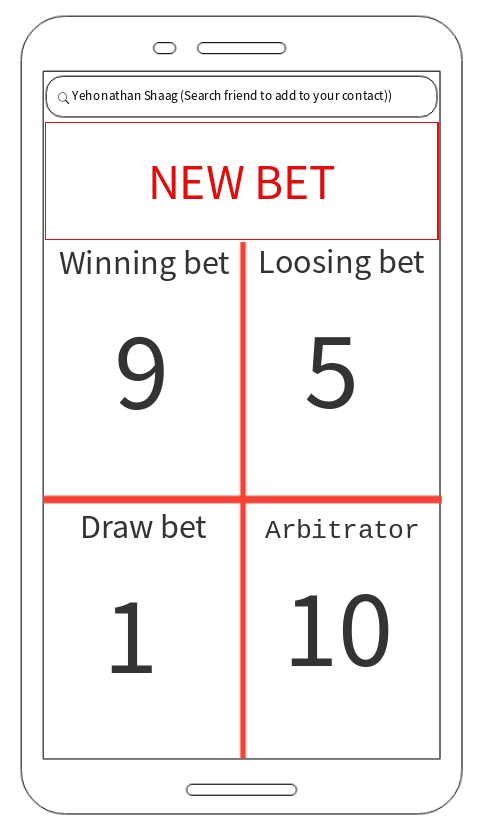 Yehonathan Shaag (Search friend to add to your contact))
NEW BET
Winning bet
Loosing bet
9
5
Draw bet
Arbitrator
1
10